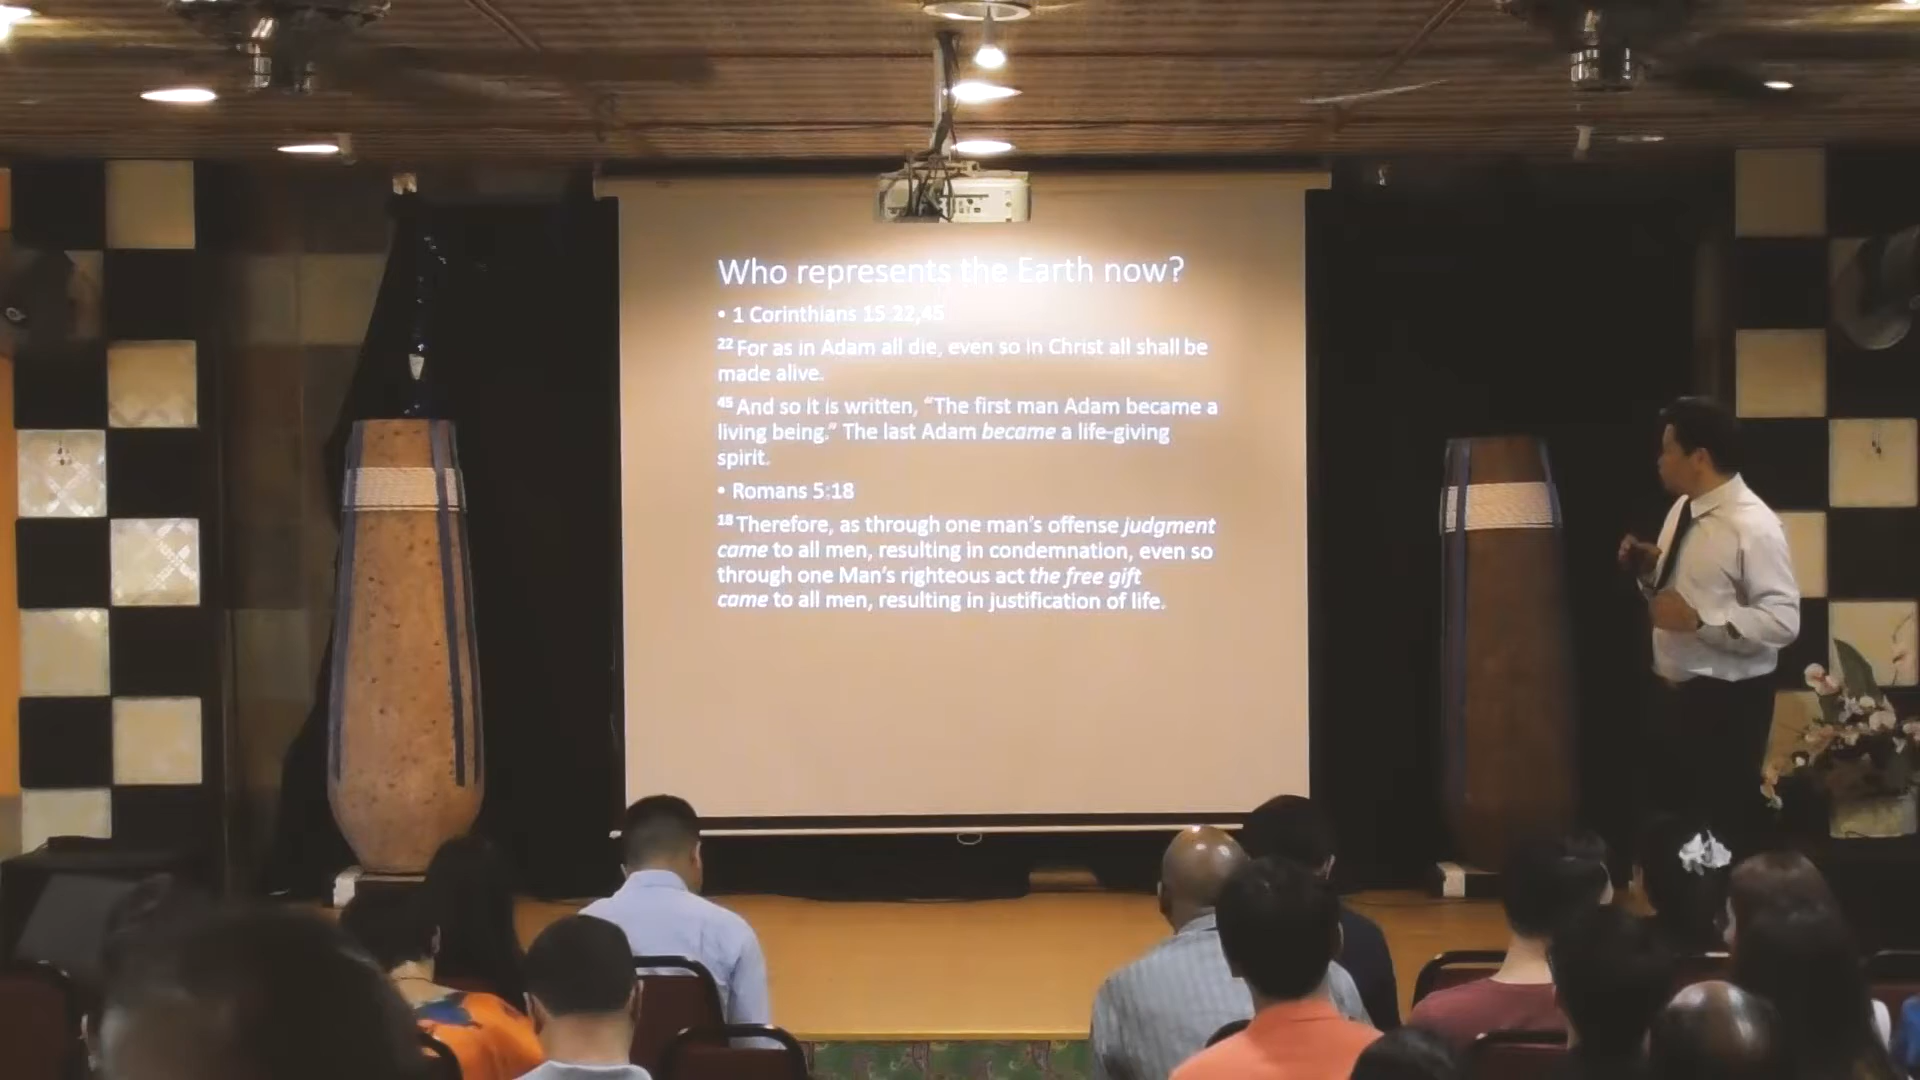 Who represents the Earth now?
• 1 Corinthians 15:22,45
22 For as in Adam all die, even so in Christ all shall be
made alive.
45 And so it is written, “The first man Adam became a
living being.” The last Adam became a life-giving
spirit.
• Romans 5:18
18 Therefore, as through one man’s offense judgment
came to all men, resulting in condemnation, even so
through one Man’s righteous act the free gift
came to all men, resulting in justification of life.